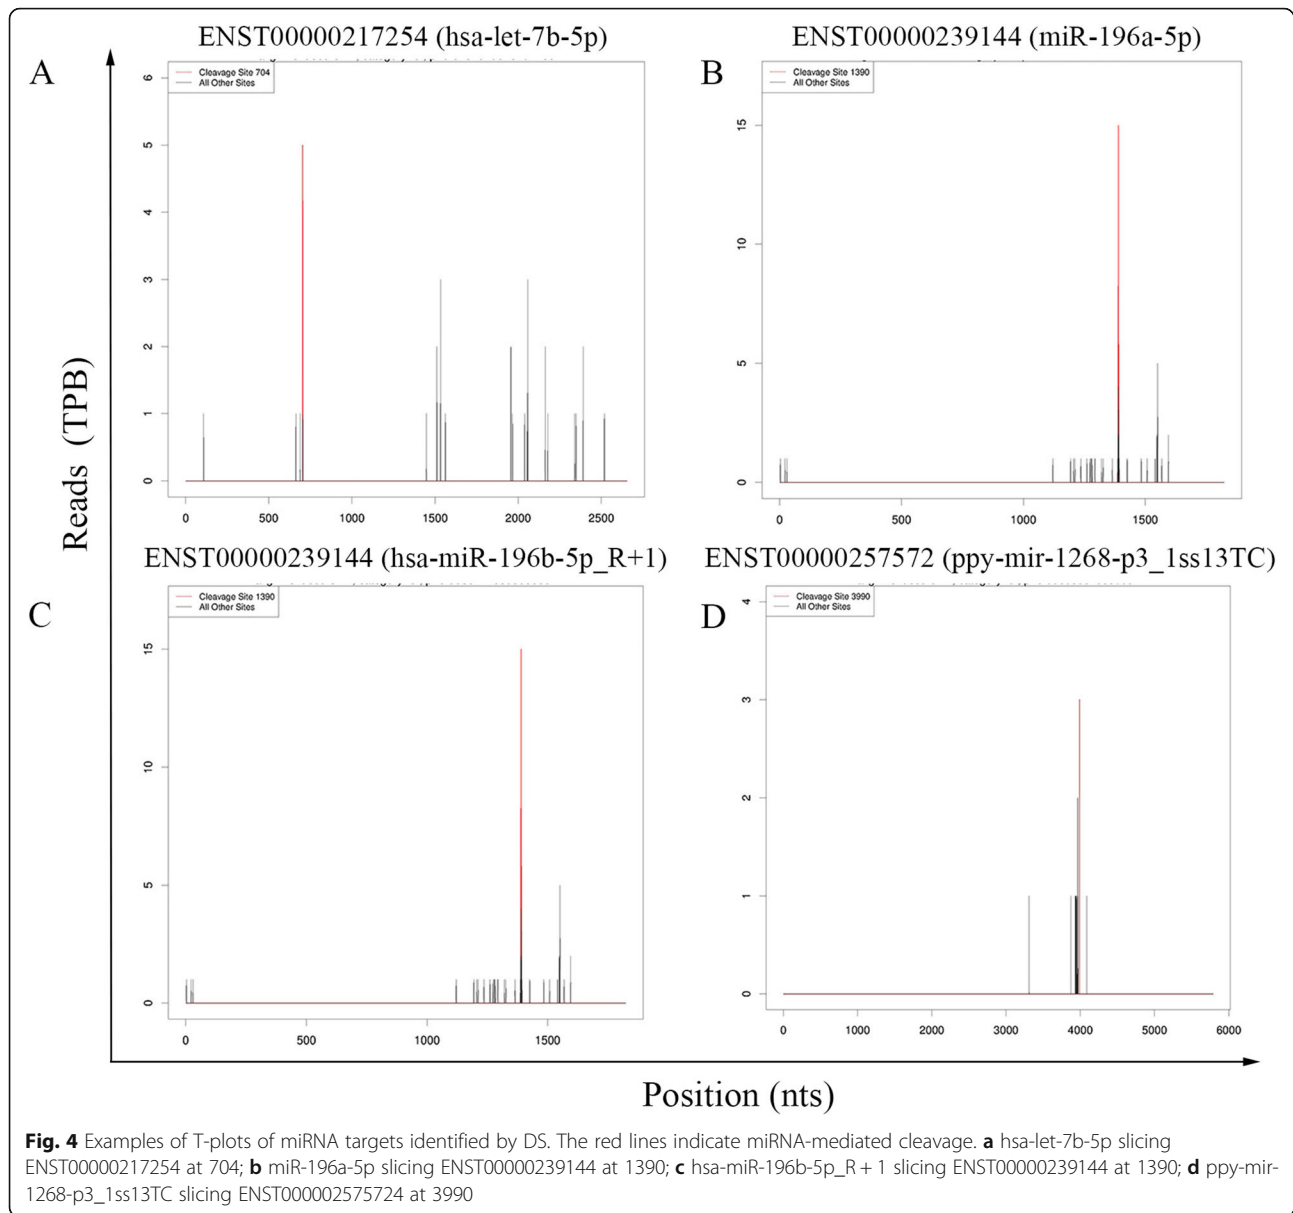 ENST00000217254 (hsa-let-7b-5p)
A
Cleavage Site 704
All Other Sites
6
5
4
3
2
1
0
0 500 1000 1500 2000 2500
ENST00000239144 (miR-196a-5p)
B
Cleavage Site 1390
All Other Sites
15
10
5
0
0 500 1000 1500
Reads (TPB)
ENST00000239144 (hsa-miR-196b-5p_R+1)
C
Cleavage Site 1390
All Other Sites
15
10
5
0
0 500 1000 1500
ENST00000257572 (ppy-mir-1268-p3_1ss13TC)
D
Cleavage Site 3990
All Other Sites
4
3
2
1
0
0 1000 2000 3000 4000 5000 6000
Position (nts)
Fig. 4 Examples of T-plots of miRNA targets identified by DS. The red lines indicate miRNA-mediated cleavage. a hsa-let-7b-5p slicing
ENST00000217254 at 704; b miR-196a-5p slicing ENST00000239144 at 1390; c hsa-miR-196b-5p_R + 1 slicing ENST00000239144 at 1390; d ppy-mir-
1268-p3_1ss13TC slicing ENST000002575724 at 3990